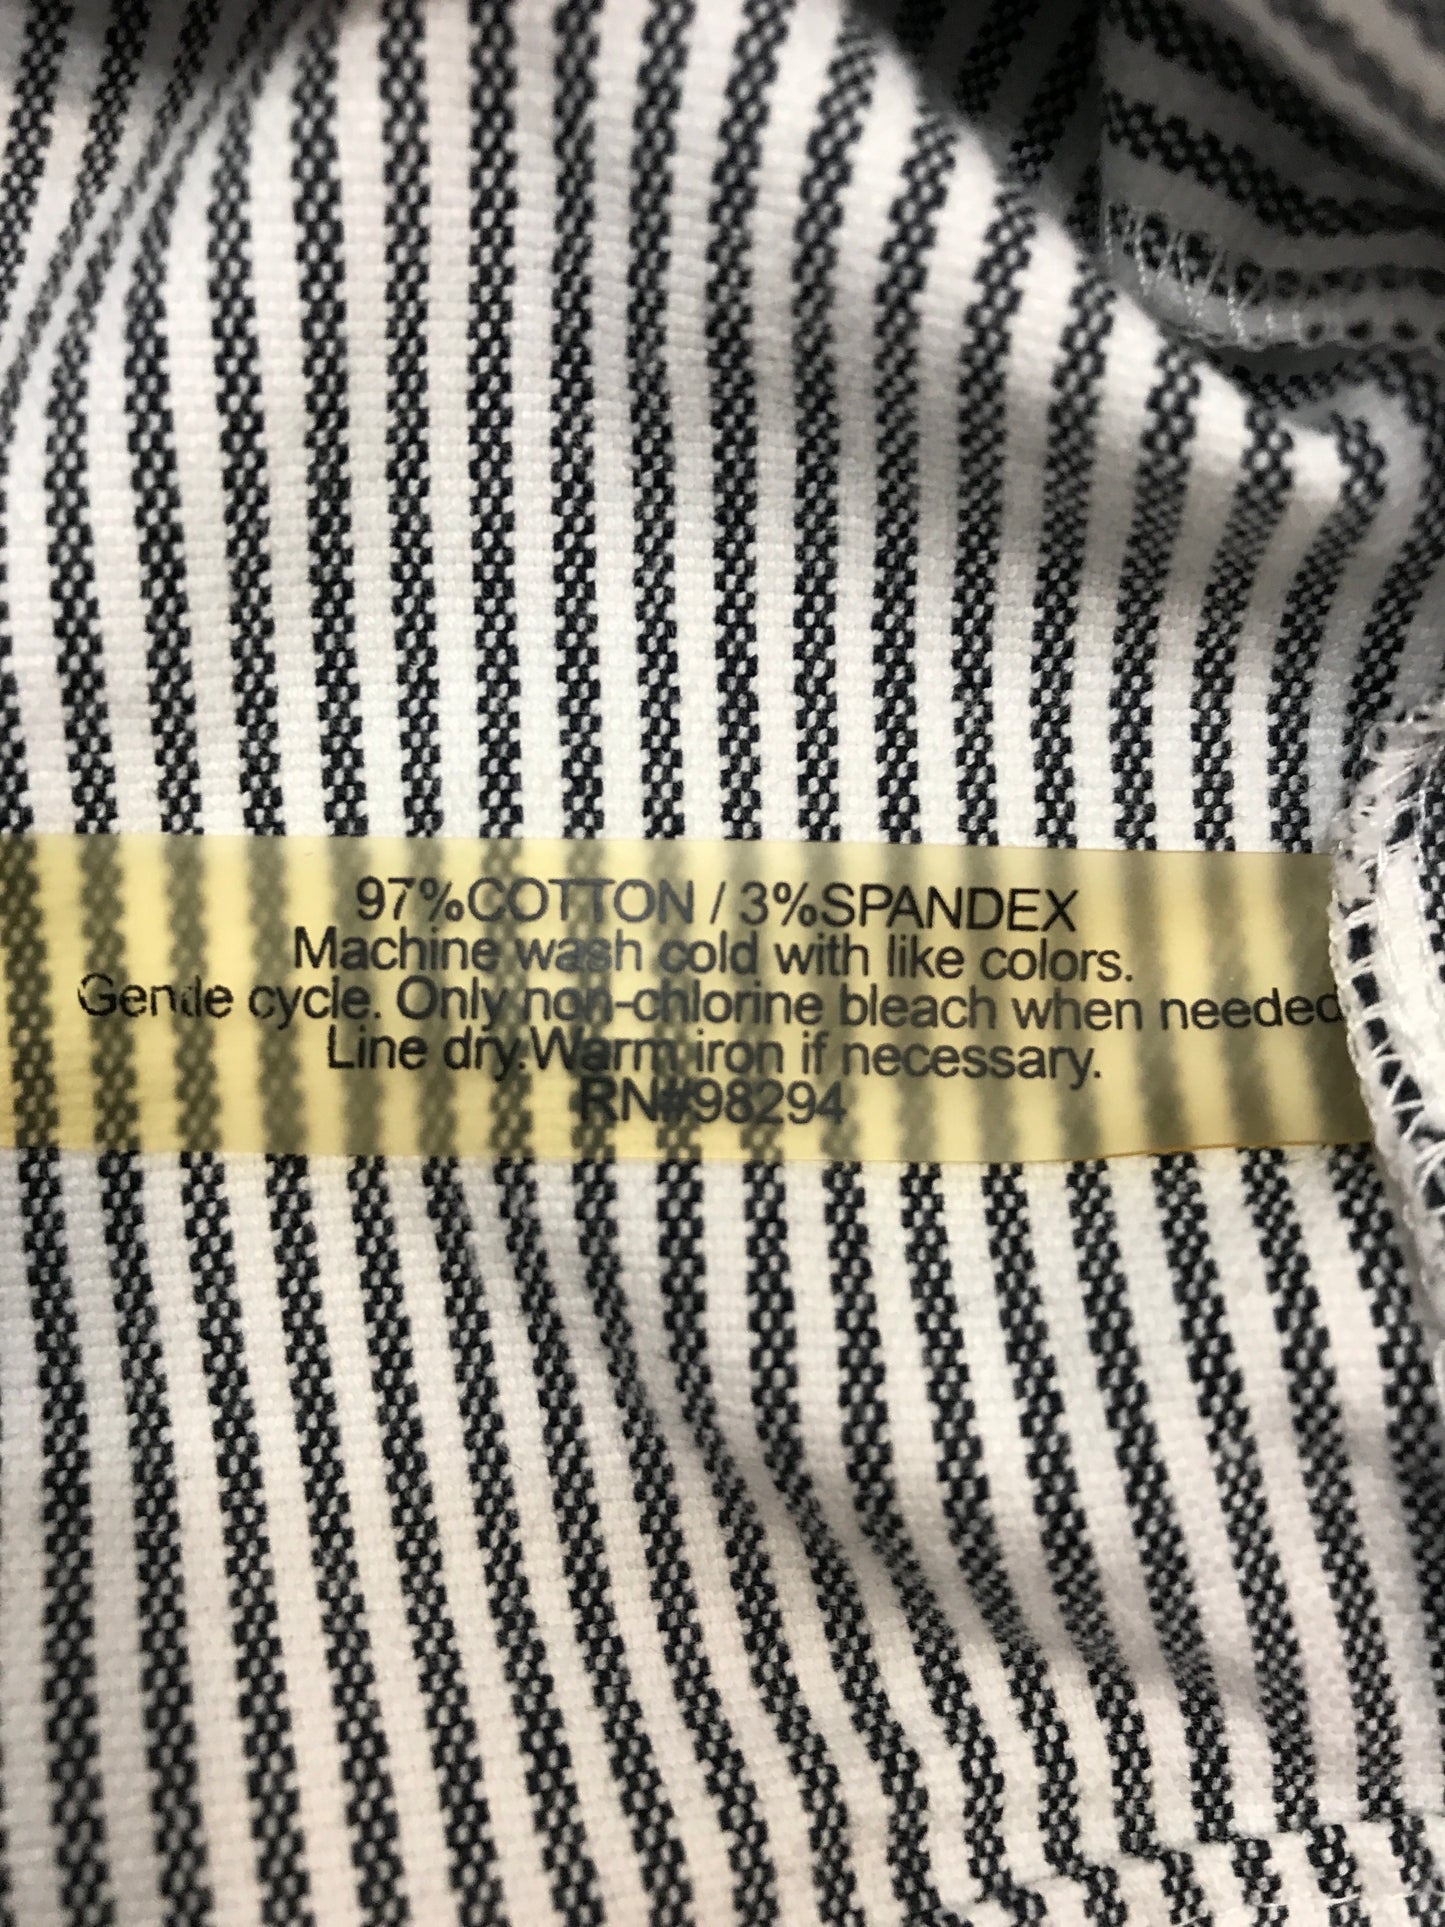 97%COTTON / 3%SPANDEX
Machine wash cold with like colors.
Gentle cycle. Only non-chlorine bleach when needed
Line dry.Warm iron if necessary.
RN#98294